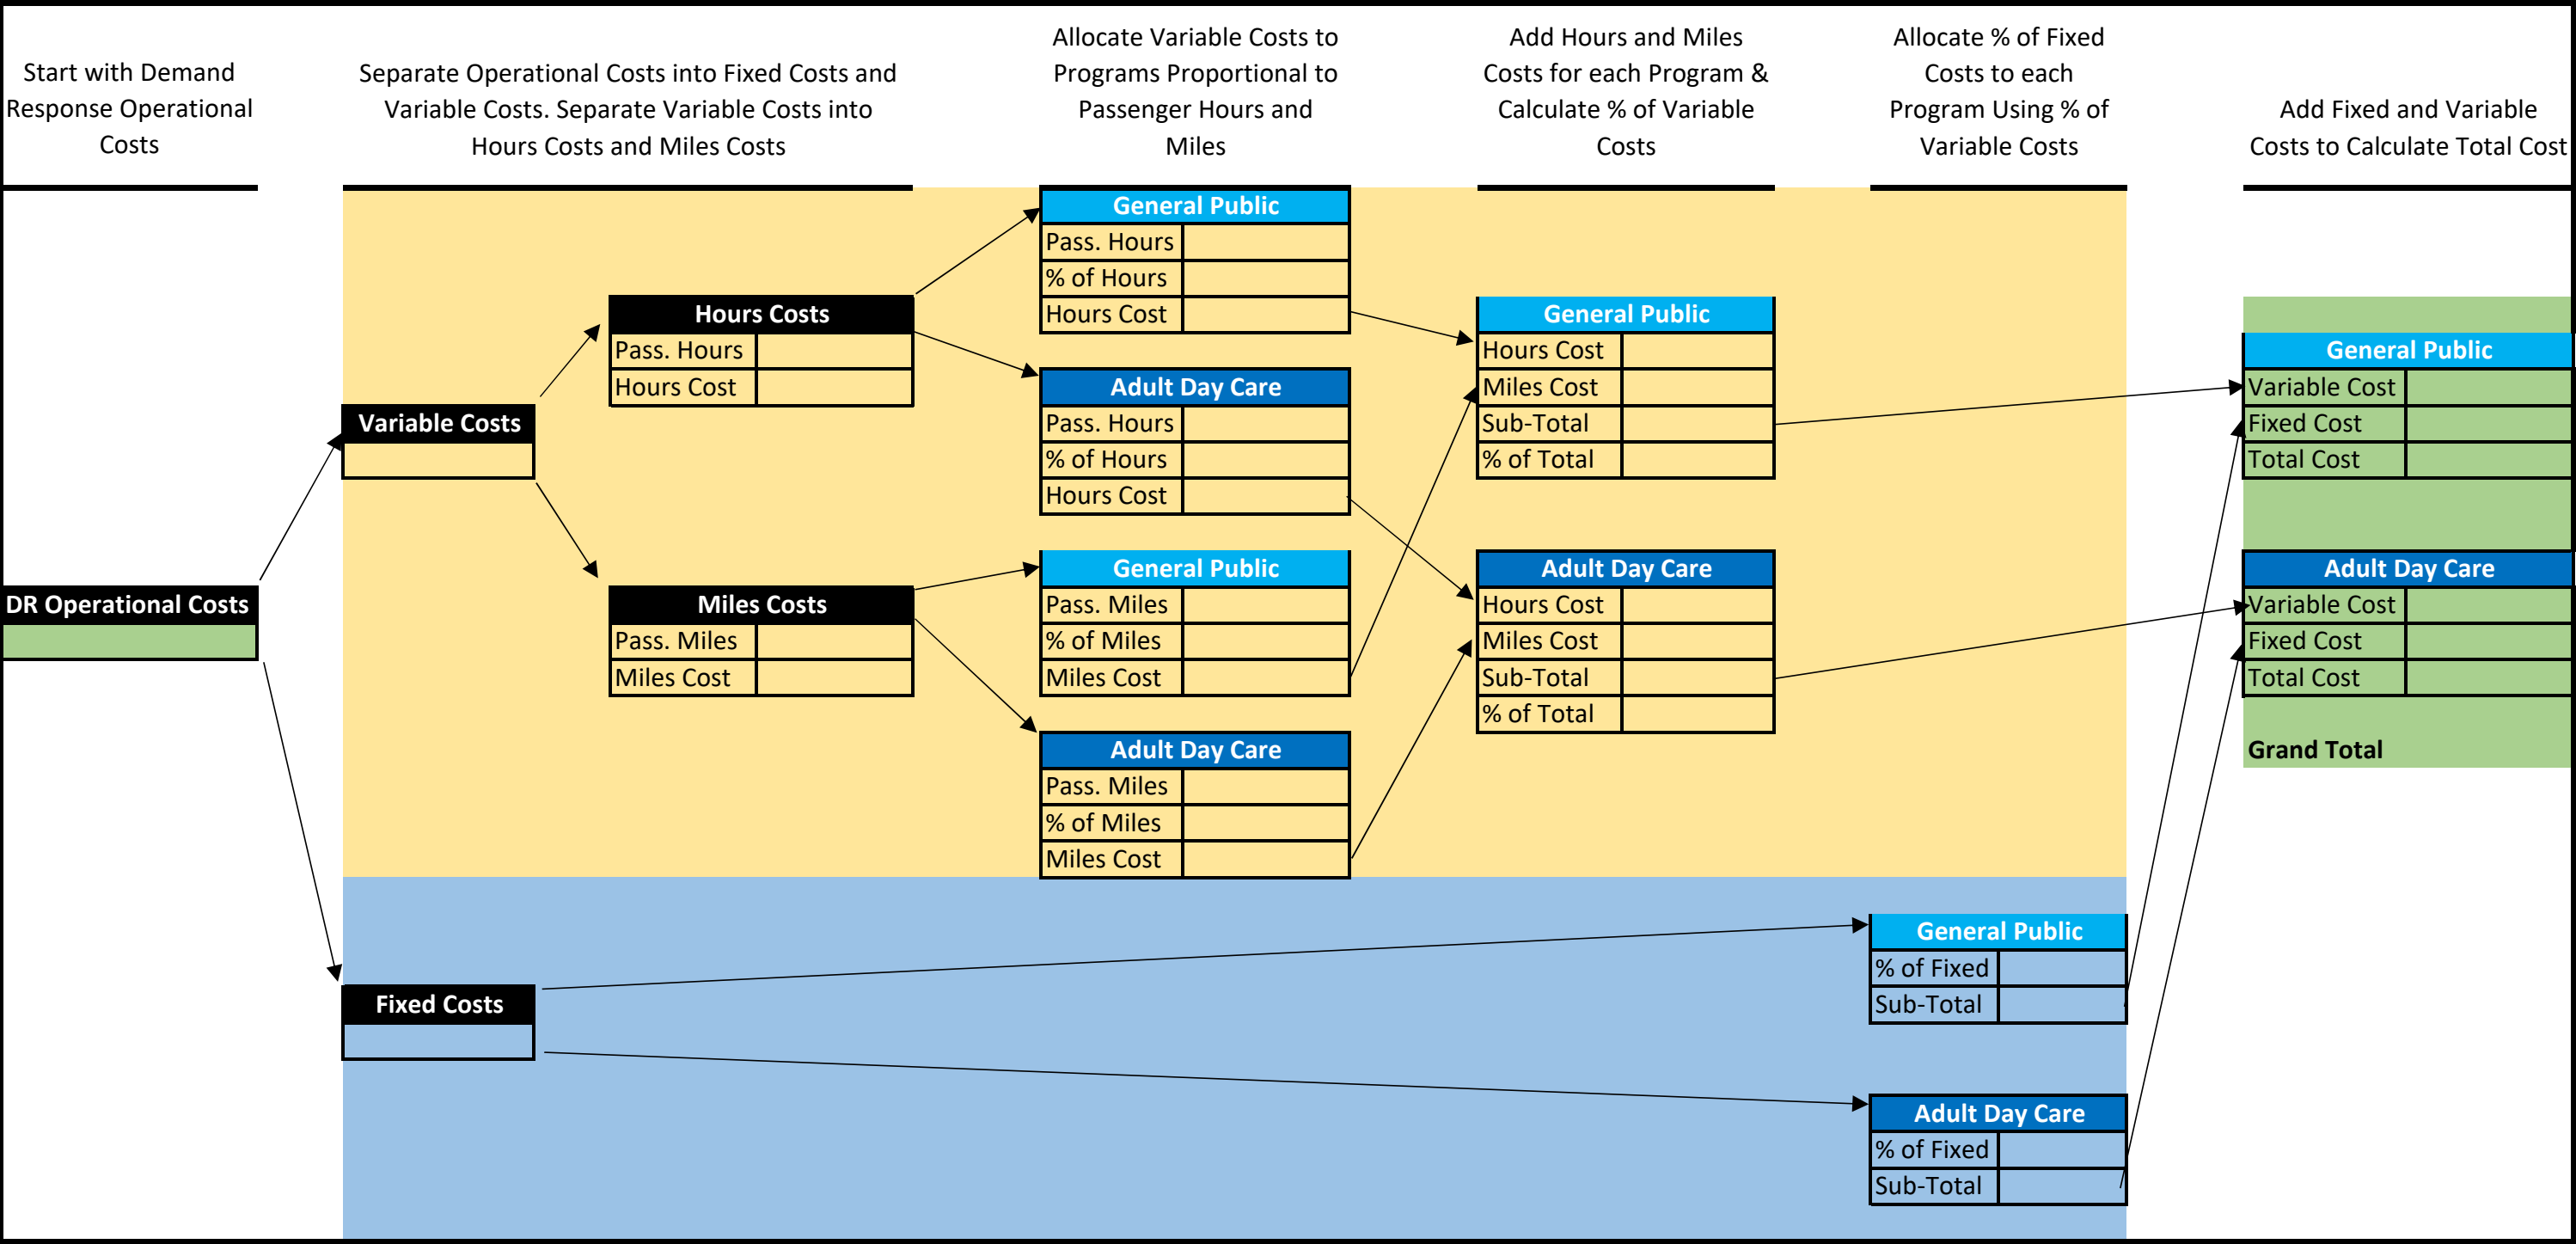 Start with Demand
Response Operational
Costs
Separate Operational Costs into Fixed Costs and
Variable Costs. Separate Variable Costs into
Hours Costs and Miles Costs
Allocate Variable Costs to
Programs Proportional to
Passenger Hours and
Miles
Add Hours and Miles
Costs for each Program &
Calculate % of Variable
Costs
Allocate % of Fixed
Costs to each
Program Using % of
Variable Costs
Add Fixed and Variable
Costs to Calculate Total Cost
DR Operational Costs
Variable Costs
Hours Costs
Pass. Hours
Hours Cost
Miles Costs
Pass. Miles
Miles Cost
General Public
Pass. Hours
% of Hours
Hours Cost
Adult Day Care
Pass. Hours
% of Hours
Hours Cost
General Public
Pass. Miles
% of Miles
Miles Cost
Adult Day Care
Pass. Miles
% of Miles
Miles Cost
General Public
Hours Cost
Miles Cost
Sub-Total
% of Total
Adult Day Care
Hours Cost
Miles Cost
Sub-Total
% of Total
Fixed Costs
General Public
% of Fixed
Sub-Total
Adult Day Care
% of Fixed
Sub-Total
General Public
Variable Cost
Fixed Cost
Total Cost
Adult Day Care
Variable Cost
Fixed Cost
Total Cost
Grand Total